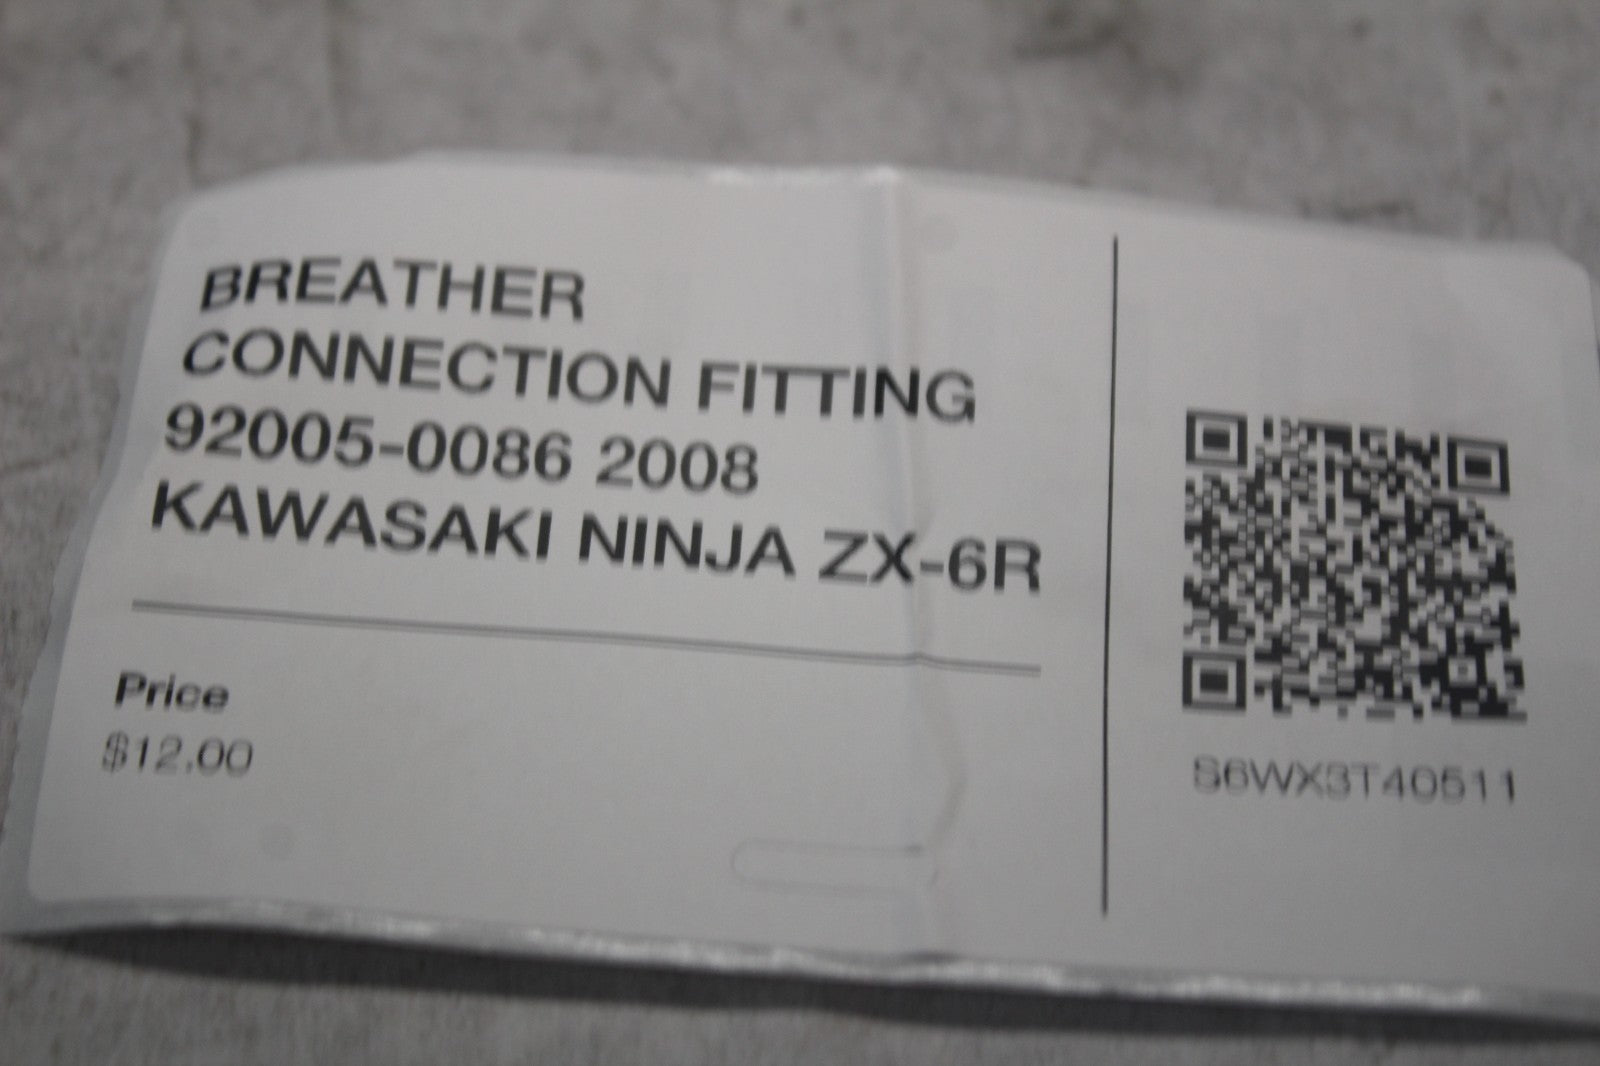 BREATHER
CONNECTION FITTING
92005-0086 2008
KAWASAKI NINJA ZX-6R
Price
$12.00
S6WX3T40511